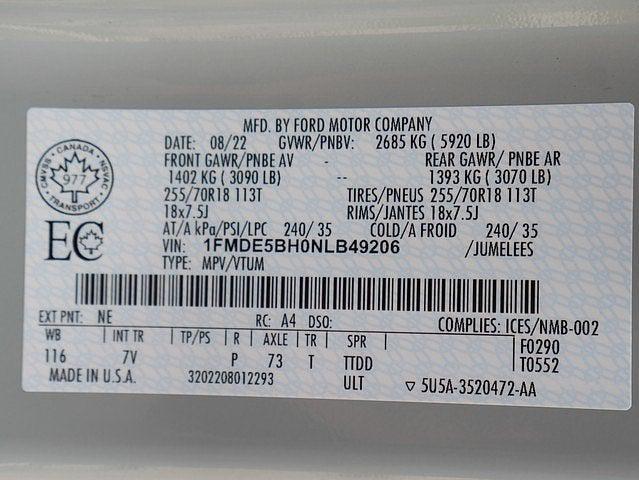 MFD. BY FORD MOTOR COMPANY
DATE: 08/22 GVWR/PNBV: 2685 KG ( 5920 LB)
FRONT GAWR/PNBE AV - REAR GAWR/ PNBE AR
1402 KG ( 3090 LB) -- 1393 KG ( 3070 LB)
255/70R18 113T TIRES/PNEUS 255/70R18 113T
18x7.5J RIMS/JANTES 18x7.5J
AT/A kPa/PSI/LPC 240/ 35 COLD/A FROID 240/ 35
VIN: 1FMDE5BH0NLB49206 /JUMELEES
TYPE: MPV/VTUM
CMVSS · CANADA · NSVAC
977
TRANSPORT
EC
EXT PNT: NE RC: A4 DSO: COMPLIES: ICES/NMB-002
WB INT TR TP/PS R AXLE TR SPR F0290
116 7V P 73 T TTDD T0552
MADE IN U.S.A. 3202208012293 ULT ▽ 5U5A-3520472-AA